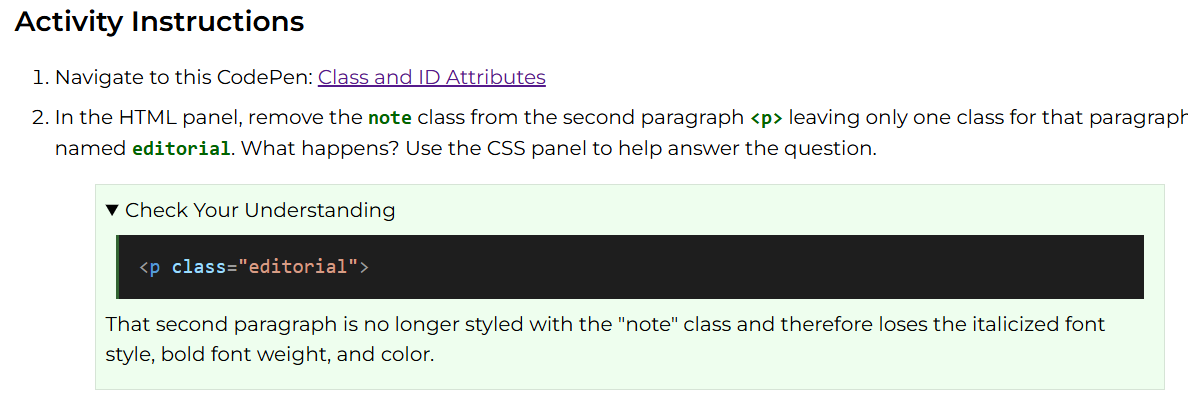 Activity Instructions
1. Navigate to this CodePen: Class and ID Attributes
2. In the HTML panel, remove the note class from the second paragraph <p> leaving only one class for that paragraph
named editorial. What happens? Use the CSS panel to help answer the question.
▼ Check Your Understanding
<p class="editorial">
That second paragraph is no longer styled with the "note" class and therefore loses the italicized font
style, bold font weight, and color.